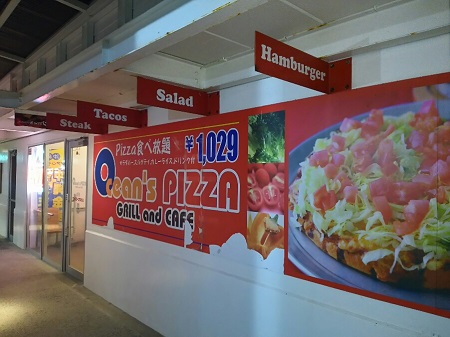 Hamburger
Salad
Tacos
Steak
Pizza食べ放題 ¥1,029
Ocean's PIZZA
GRILL and CAFE